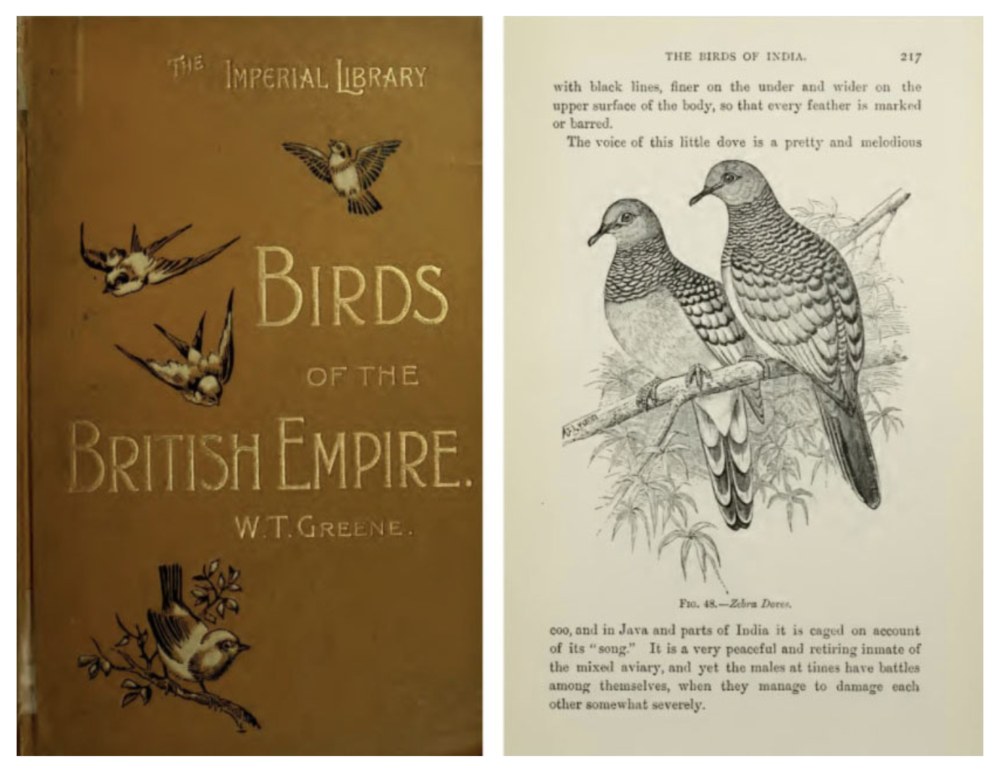 THE IMPERIAL LIBRARY
BIRDS
OF THE
BRITISH EMPIRE.
W. T. GREENE.
THE BIRDS OF INDIA. 217
with black lines, finer on the under and wider on the
upper surface of the body, so that every feather is marked
or barred.
The voice of this little dove is a pretty and melodious
FIG. 48.—Zebra Doves.
coo, and in Java and parts of India it is caged on account
of its “song.” It is a very peaceful and retiring inmate of
the mixed aviary, and yet the males at times have battles
among themselves, when they manage to damage each
other somewhat severely.